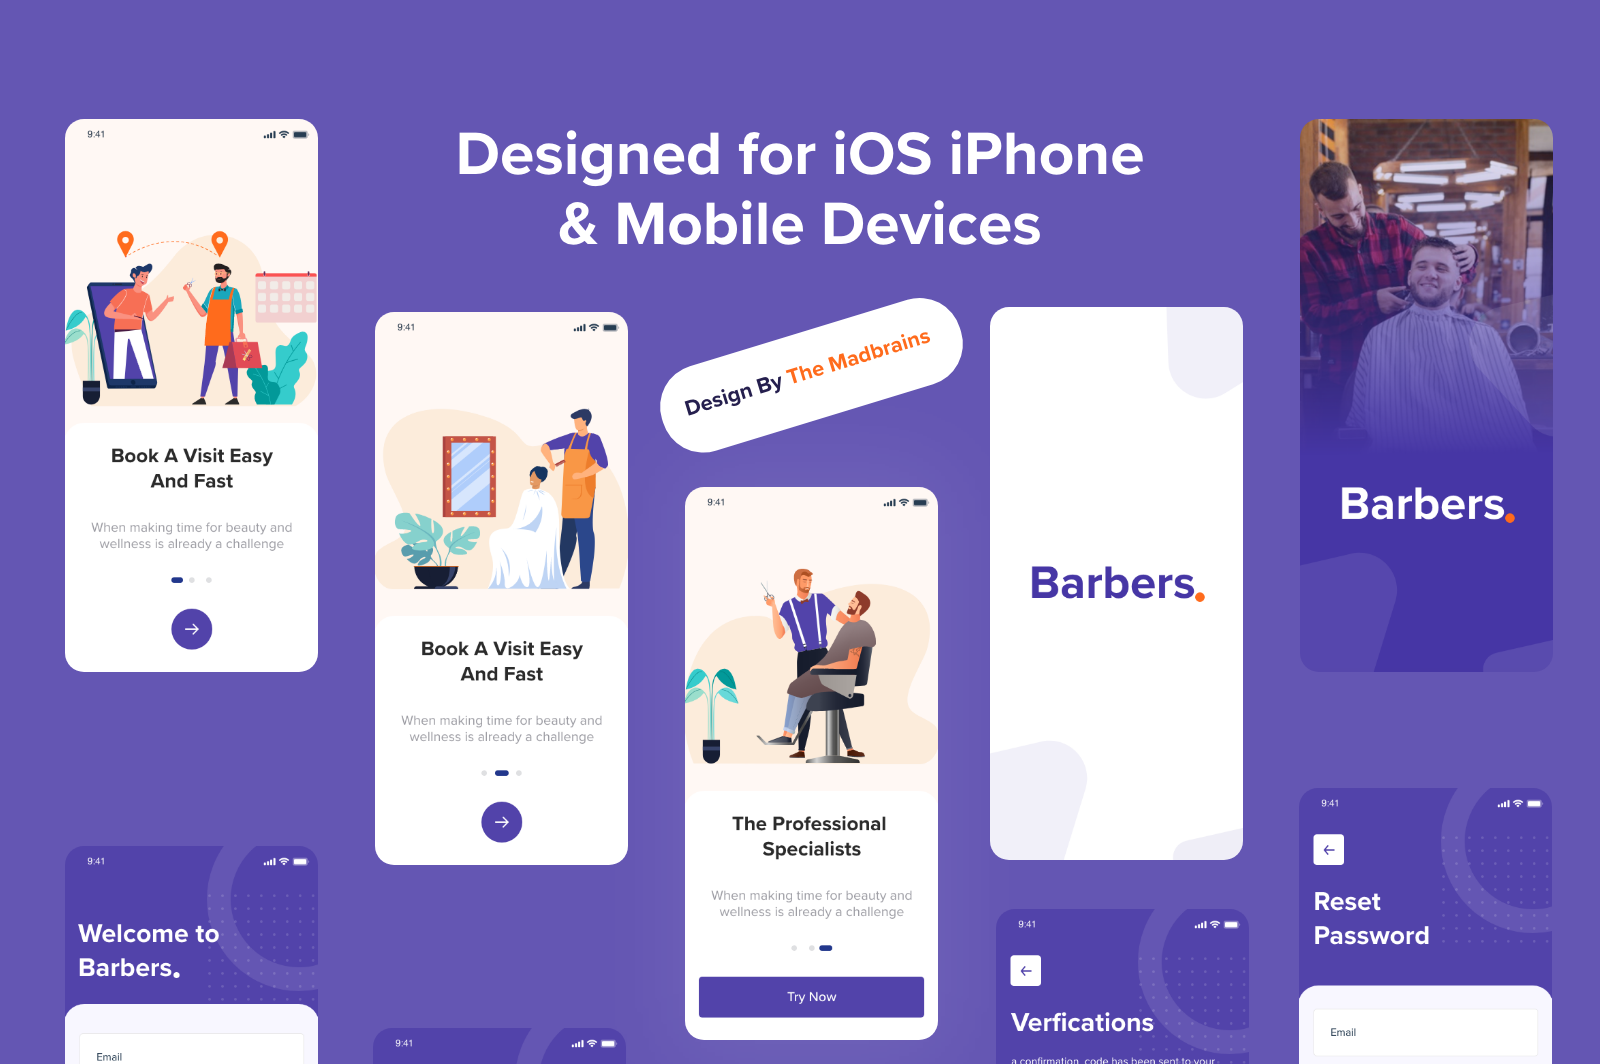 Designed for iOS iPhone
& Mobile Devices
Design By The Madbrains
9:41
Book A Visit Easy
And Fast
When making time for beauty and
wellness is already a challenge
9:41
Book A Visit Easy
And Fast
When making time for beauty and
wellness is already a challenge
9:41
The Professional
Specialists
When making time for beauty and
wellness is already a challenge
Try Now
Barbers.
Barbers.
9:41
Welcome to
Barbers.
Email
9:41
9:41
Verfications
a confirmation code has been sent to your
9:41
Reset
Password
Email